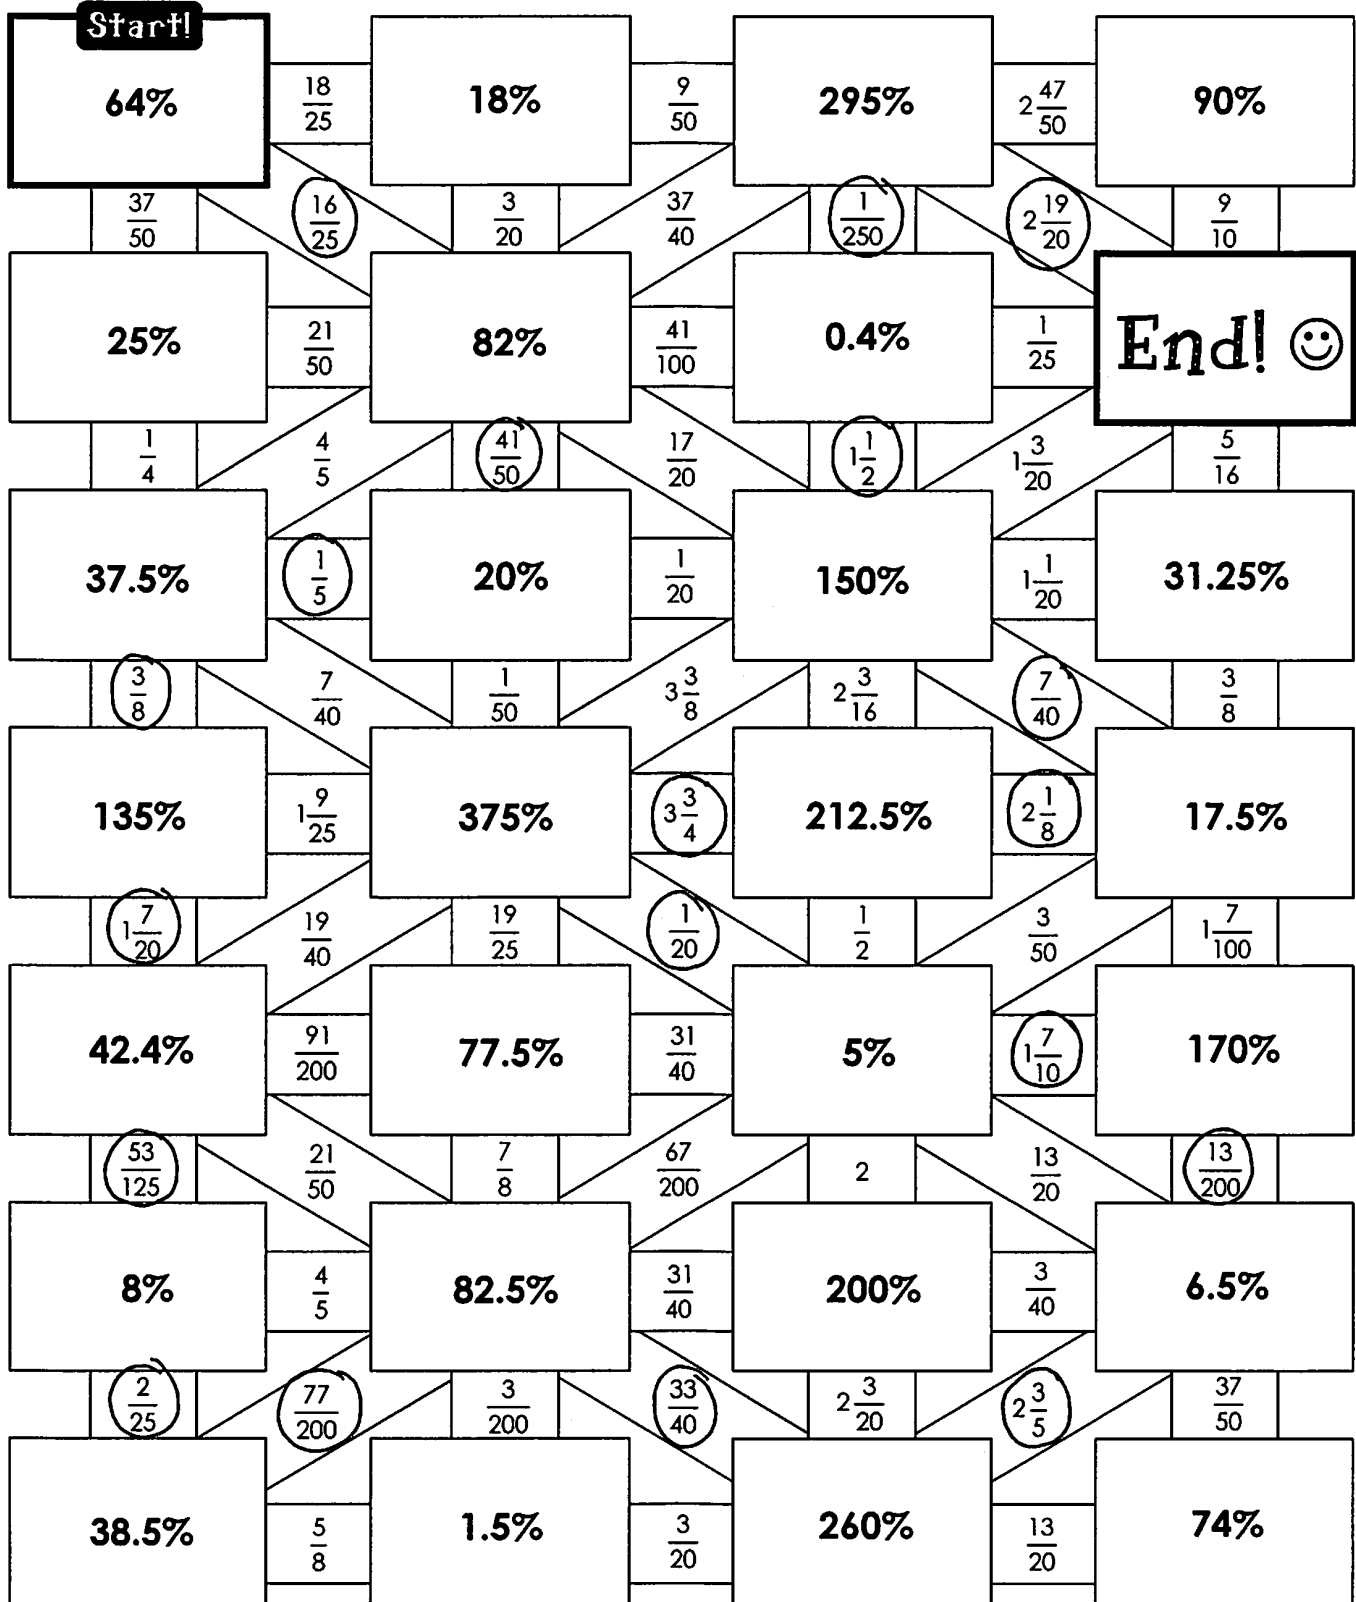 Start!
64% 18/25 18% 9/50 295% 2 47/50 90%
37/50 16/25 3/20 37/40 1/250 2 19/20 9/10
25% 21/50 82% 41/100 0.4% 1/25 End!
1/4 4/5 41/50 17/20 1 1/2 1 3/20 5/16
37.5% 1/5 20% 1/20 150% 1 1/20 31.25%
3/8 7/40 1/50 3 3/8 2 3/16 7/40 3/8
135% 1 9/25 375% 3 3/4 212.5% 2 1/8 17.5%
1 7/20 19/40 19/25 1/20 1/2 3/50 1 7/100
42.4% 91/200 77.5% 31/40 5% 1 7/10 170%
53/125 21/50 7/8 67/200 2 13/20 13/200
8% 4/5 82.5% 31/40 200% 3/40 6.5%
2/25 77/200 3/200 33/40 2 3/20 2 3/5 37/50
38.5% 5/8 1.5% 3/20 260% 13/20 74%